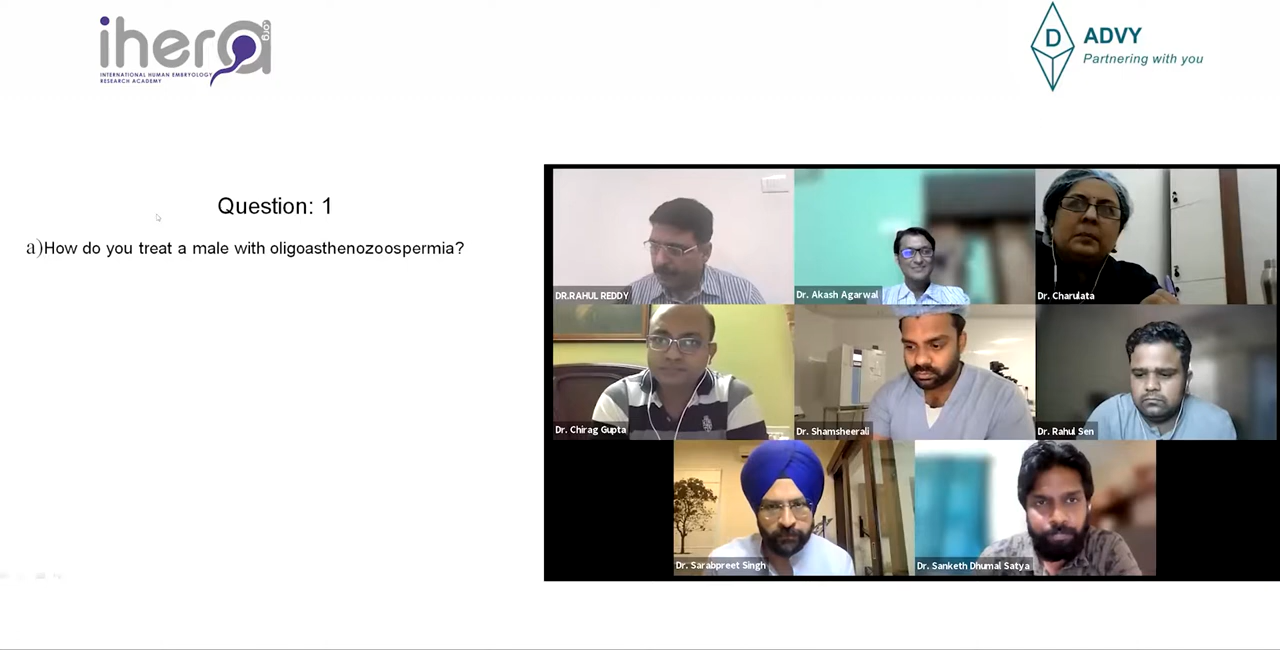 ihera.org
INTERNATIONAL HUMAN EMBRYOLOGY
RESEARCH ACADEMY
D ADVY
Partnering with you
Question: 1
a)How do you treat a male with oligoasthenozoospermia?
DR.RAHUL REDDY
Dr. Akash Agarwal
Dr. Charulata
Dr. Chirag Gupta
Dr. Shamsheerali
Dr. Rahul Sen
Dr. Sarabpreet Singh
Dr. Sanketh Dhumal Satya